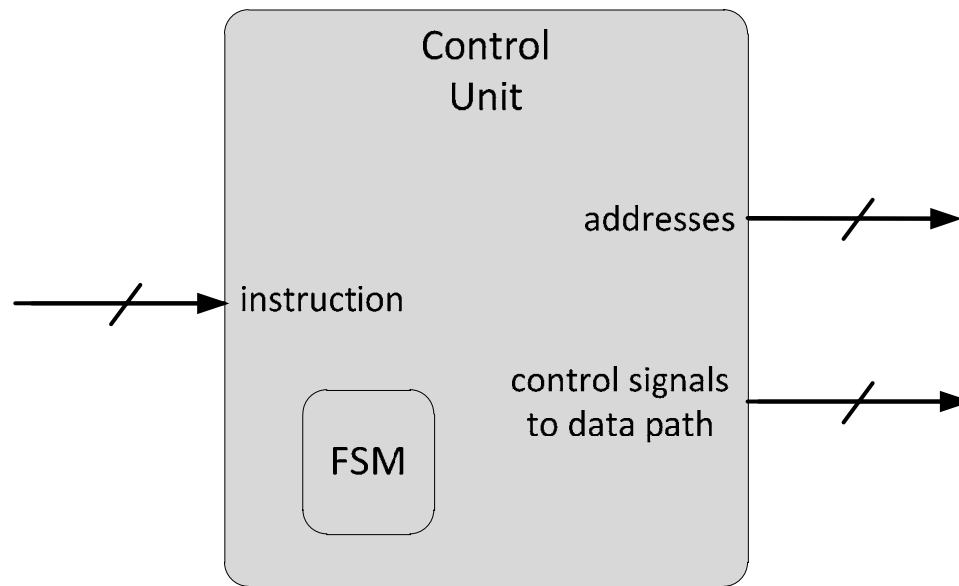 Control
Unit
addresses
instruction
control signals
to data path
FSM